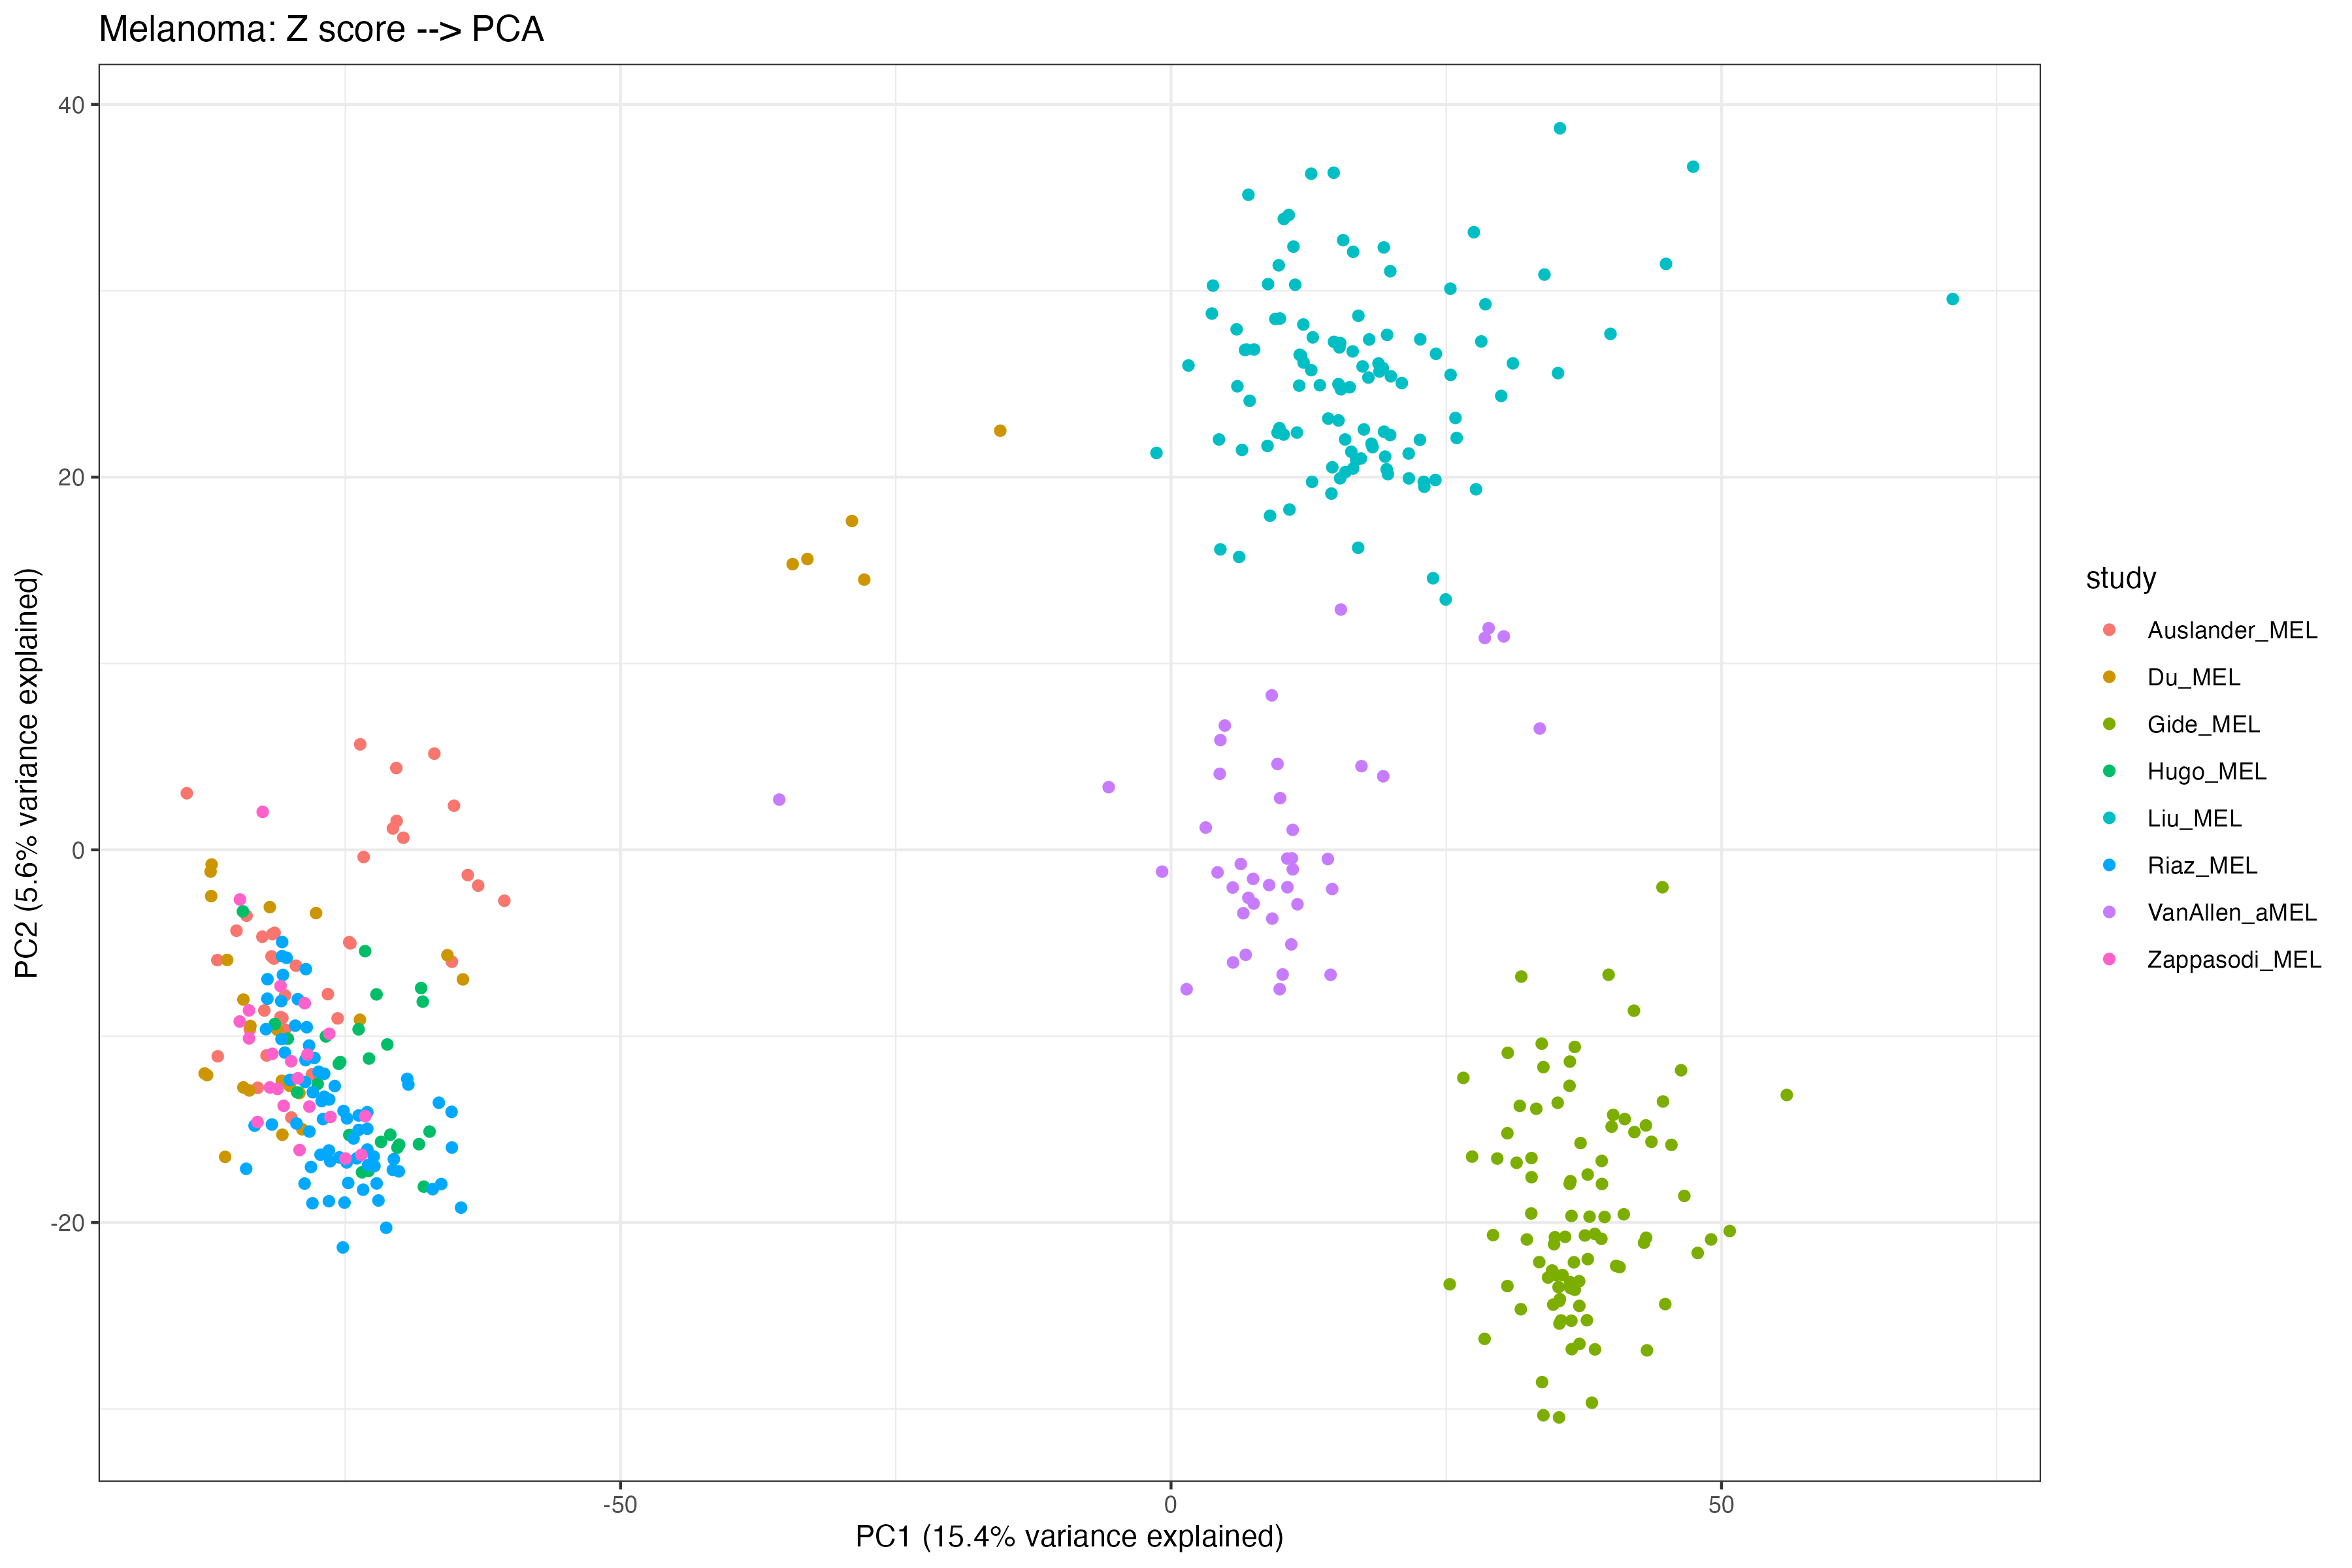 Melanoma: Z score --> PCA
40
20
0
-20
PC2 (5.6% variance explained)
-50
0
50
PC1 (15.4% variance explained)
study
Auslander_MEL
Du_MEL
Gide_MEL
Hugo_MEL
Liu_MEL
Riaz_MEL
VanAllen_aMEL
Zappasodi_MEL